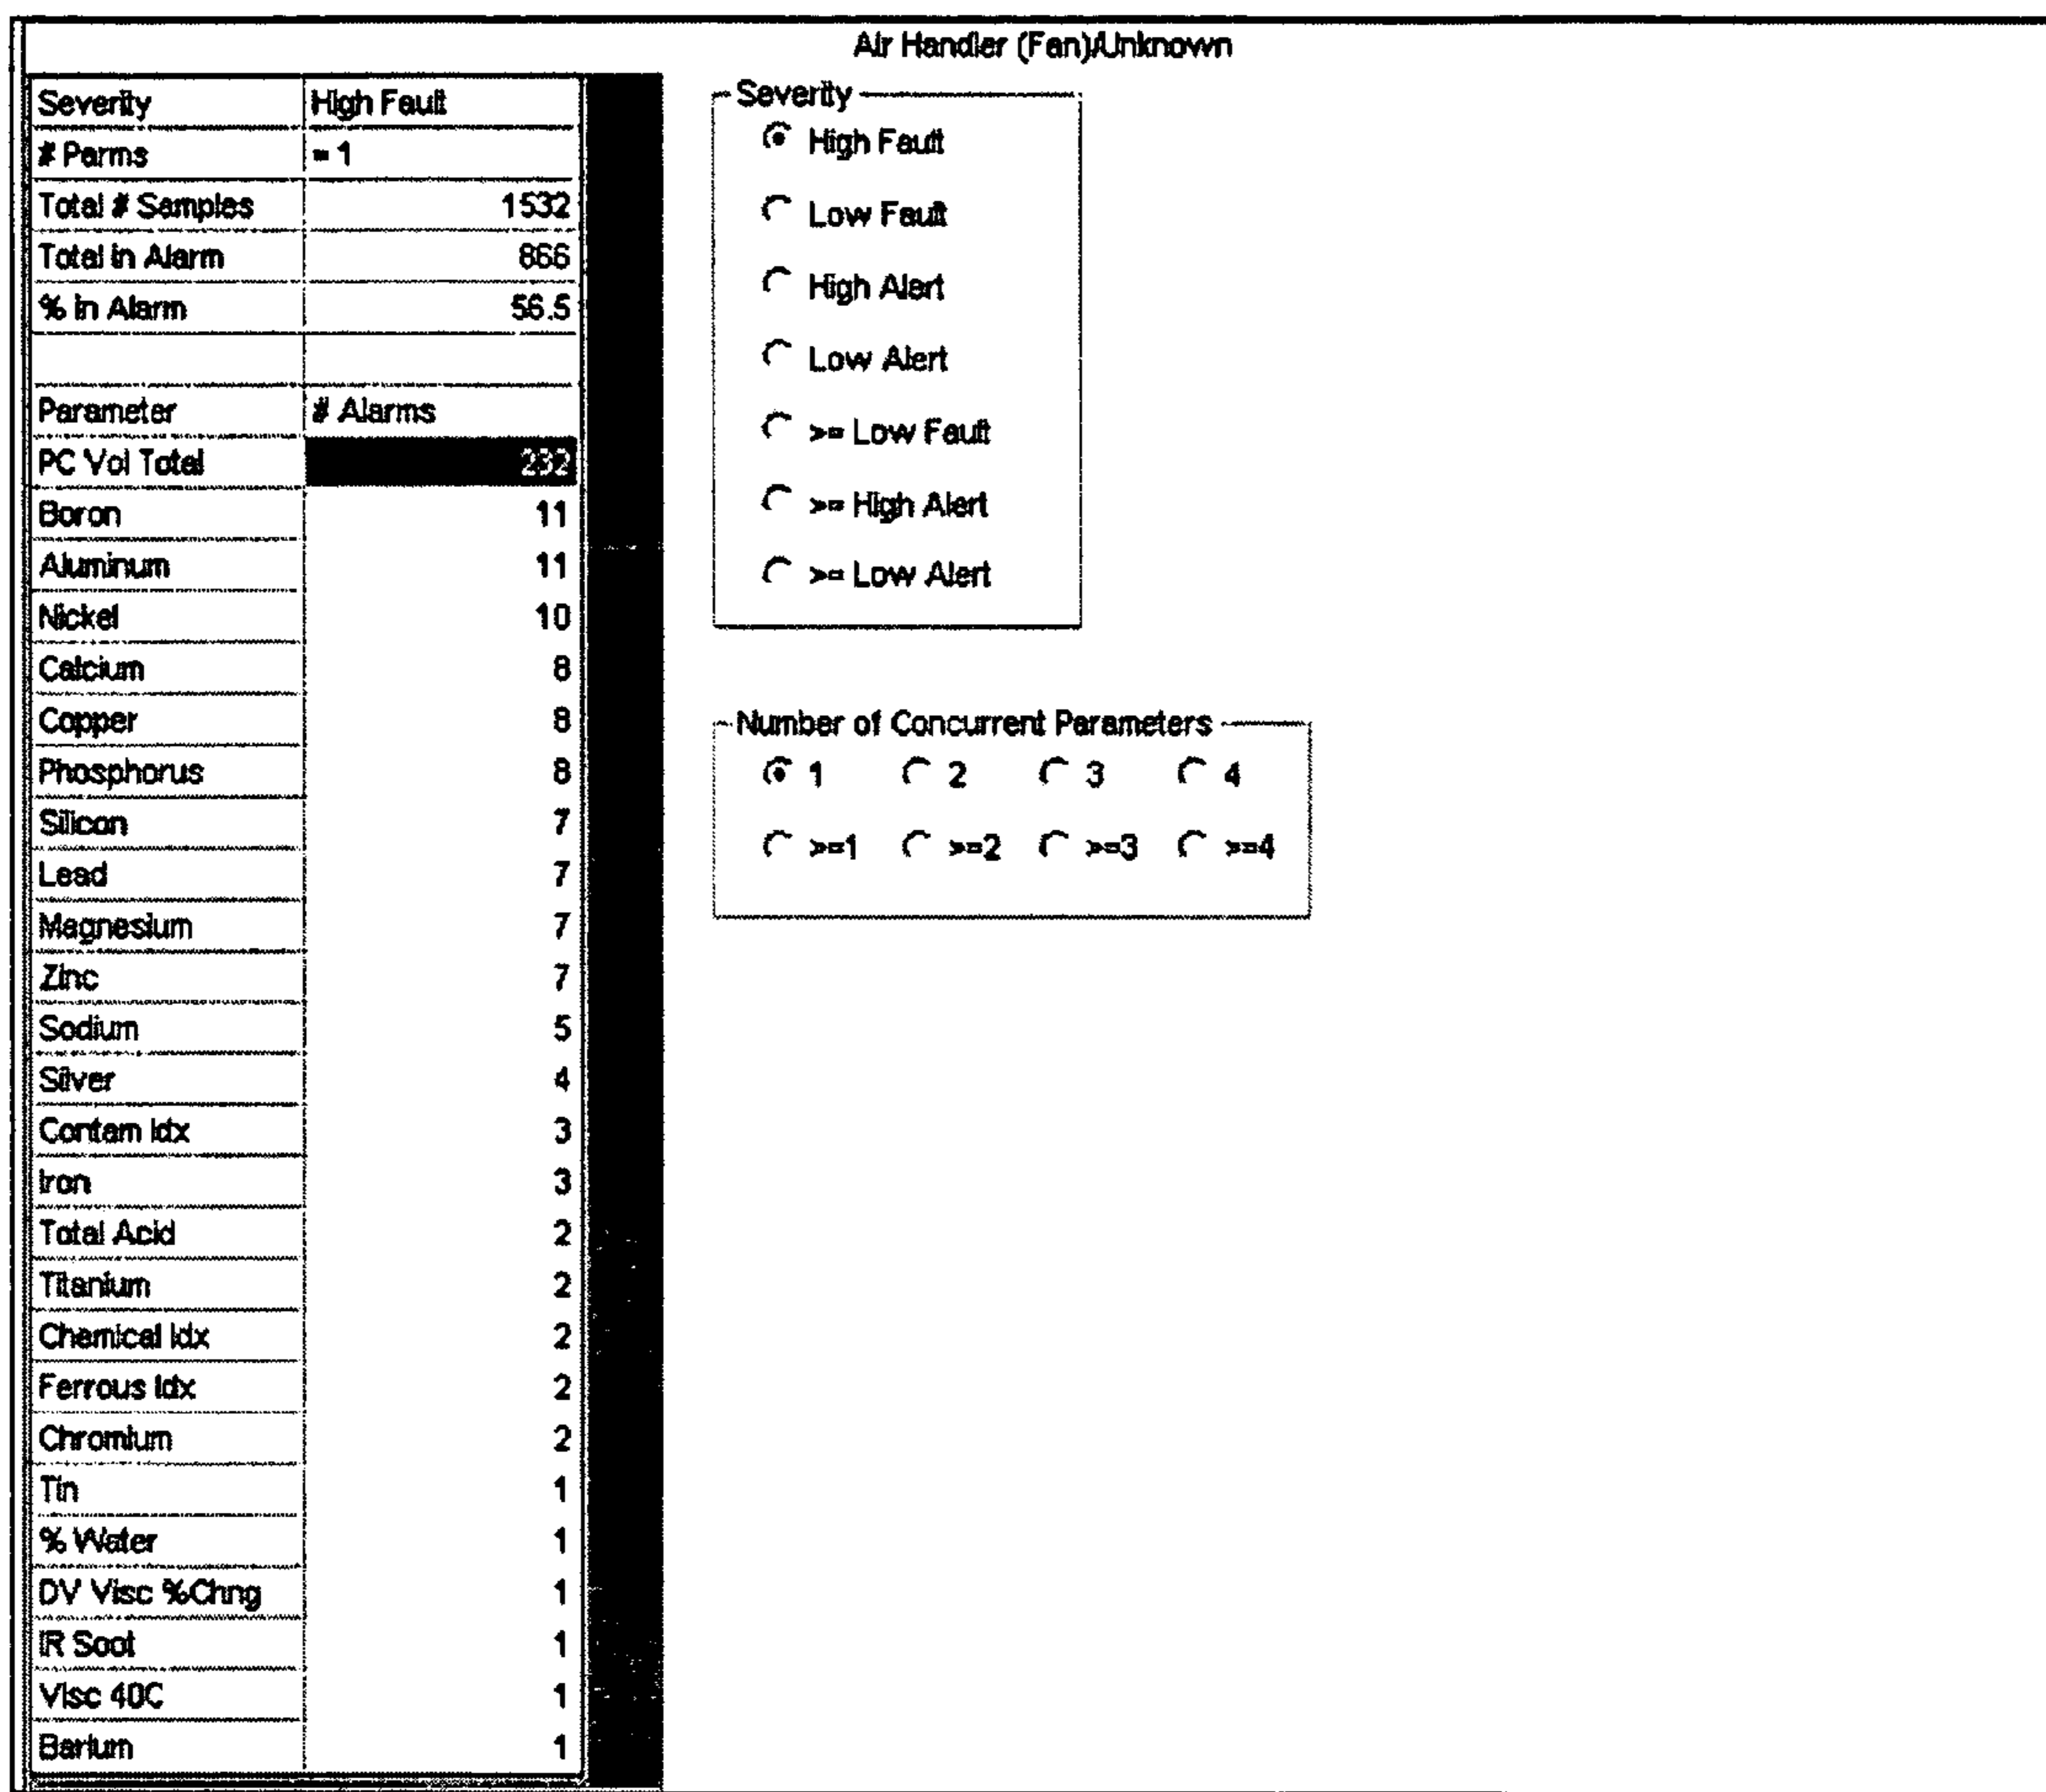 Air Handler (Fan)/Unknown
Severity High Fault
# Parms = 1
Total # Samples 1532
Total in Alarm 866
% in Alarm 56.5
Parameter # Alarms
PC Vol Total 232
Boron 11
Aluminum 11
Nickel 10
Calcium 8
Copper 8
Phosphorus 8
Silicon 7
Lead 7
Magnesium 7
Zinc 7
Sodium 5
Silver 4
Contam Idx 3
Iron 3
Total Acid 2
Titanium 2
Chemical Idx 2
Ferrous Idx 2
Chromium 2
Tin 1
% Water 1
DV Visc %Chng 1
IR Soot 1
Visc 40C 1
Barium 1
Severity
High Fault
Low Fault
High Alert
Low Alert
>= Low Fault
>= High Alert
>= Low Alert
Number of Concurrent Parameters
1 2 3 4
>=1 >=2 >=3 >=4